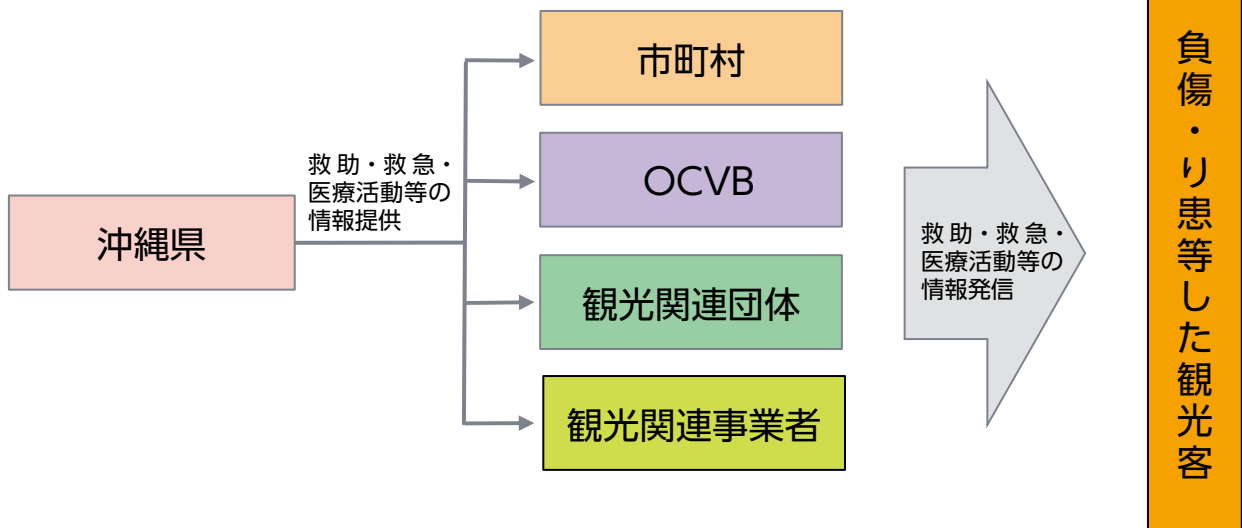 沖縄県
救助・救急・
医療活動等の
情報提供
市町村
OCVB
観光関連団体
観光関連事業者
救助・救急・
医療活動等の
情報発信
負傷・り患等した観光客